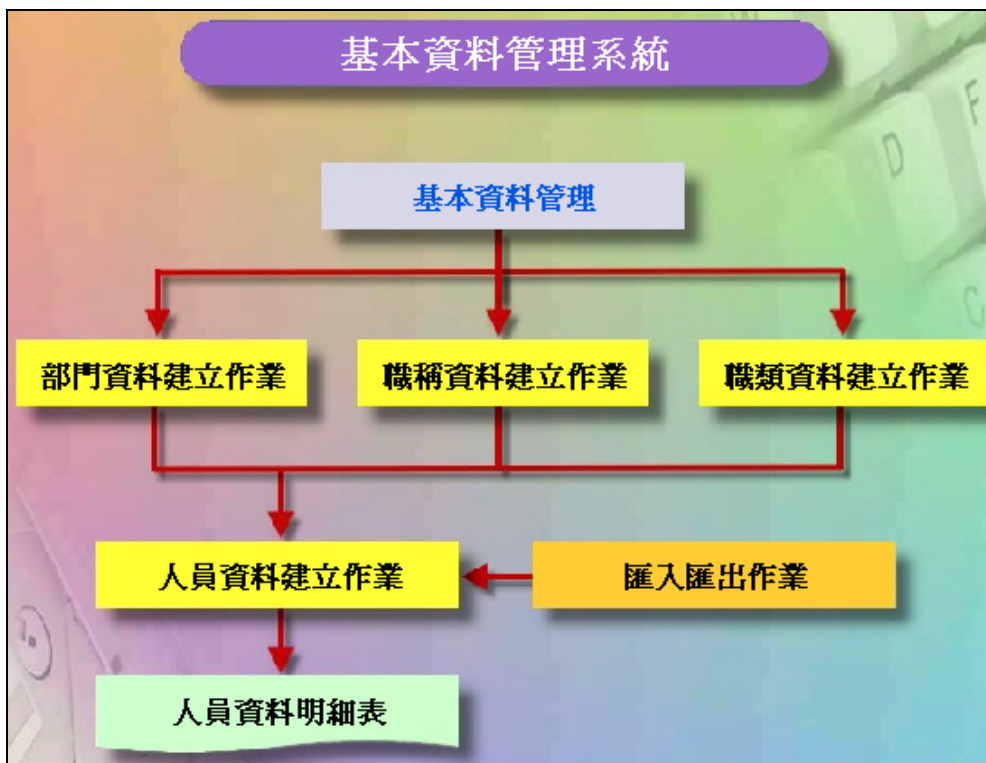 基本資料管理系統
基本資料管理
部門資料建立作業
職稱資料建立作業
職類資料建立作業
人員資料建立作業
匯入匯出作業
人員資料明細表
D
F
C